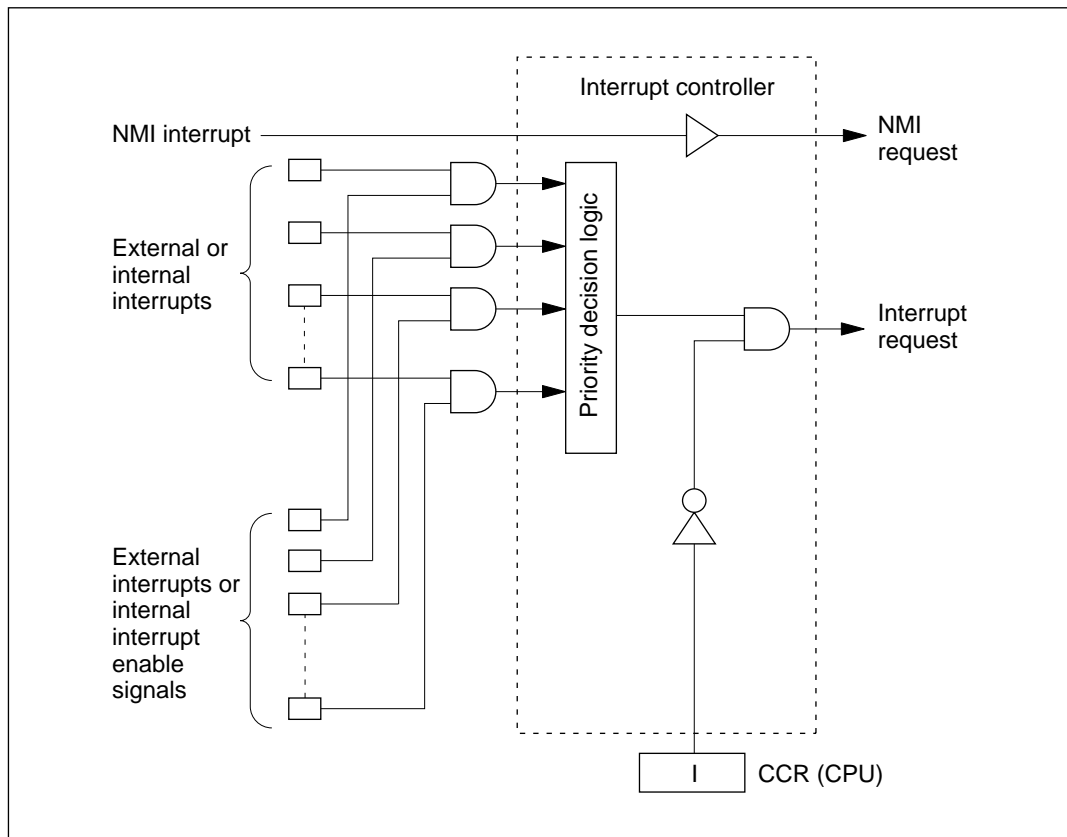 Interrupt controller
NMI interrupt
NMI
request
External or
internal
interrupts
Priority decision logic
Interrupt
request
External
interrupts or
internal
interrupt
enable
signals
I
CCR (CPU)